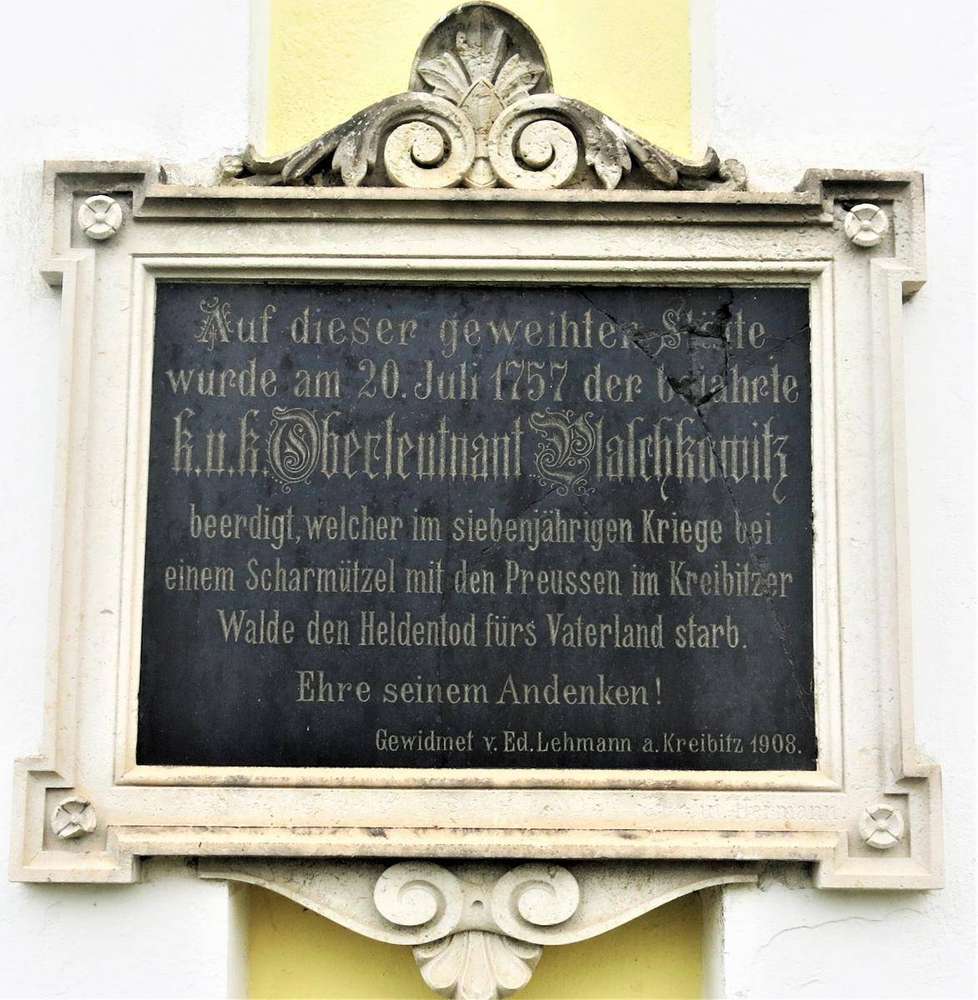 Auf dieser geweihten Stätte
wurde am 20. Juli 1757 der bejahrte
k.u.k. Oberleutnant Plaschkowitz
beerdigt, welcher im siebenjährigen Kriege bei
einem Scharmützel mit den Preussen im Kreibitzer
Walde den Heldentod fürs Vaterland starb.
Ehre seinem Andenken!
Gewidmet v. Ed. Lehmann a. Kreibitz 1908.